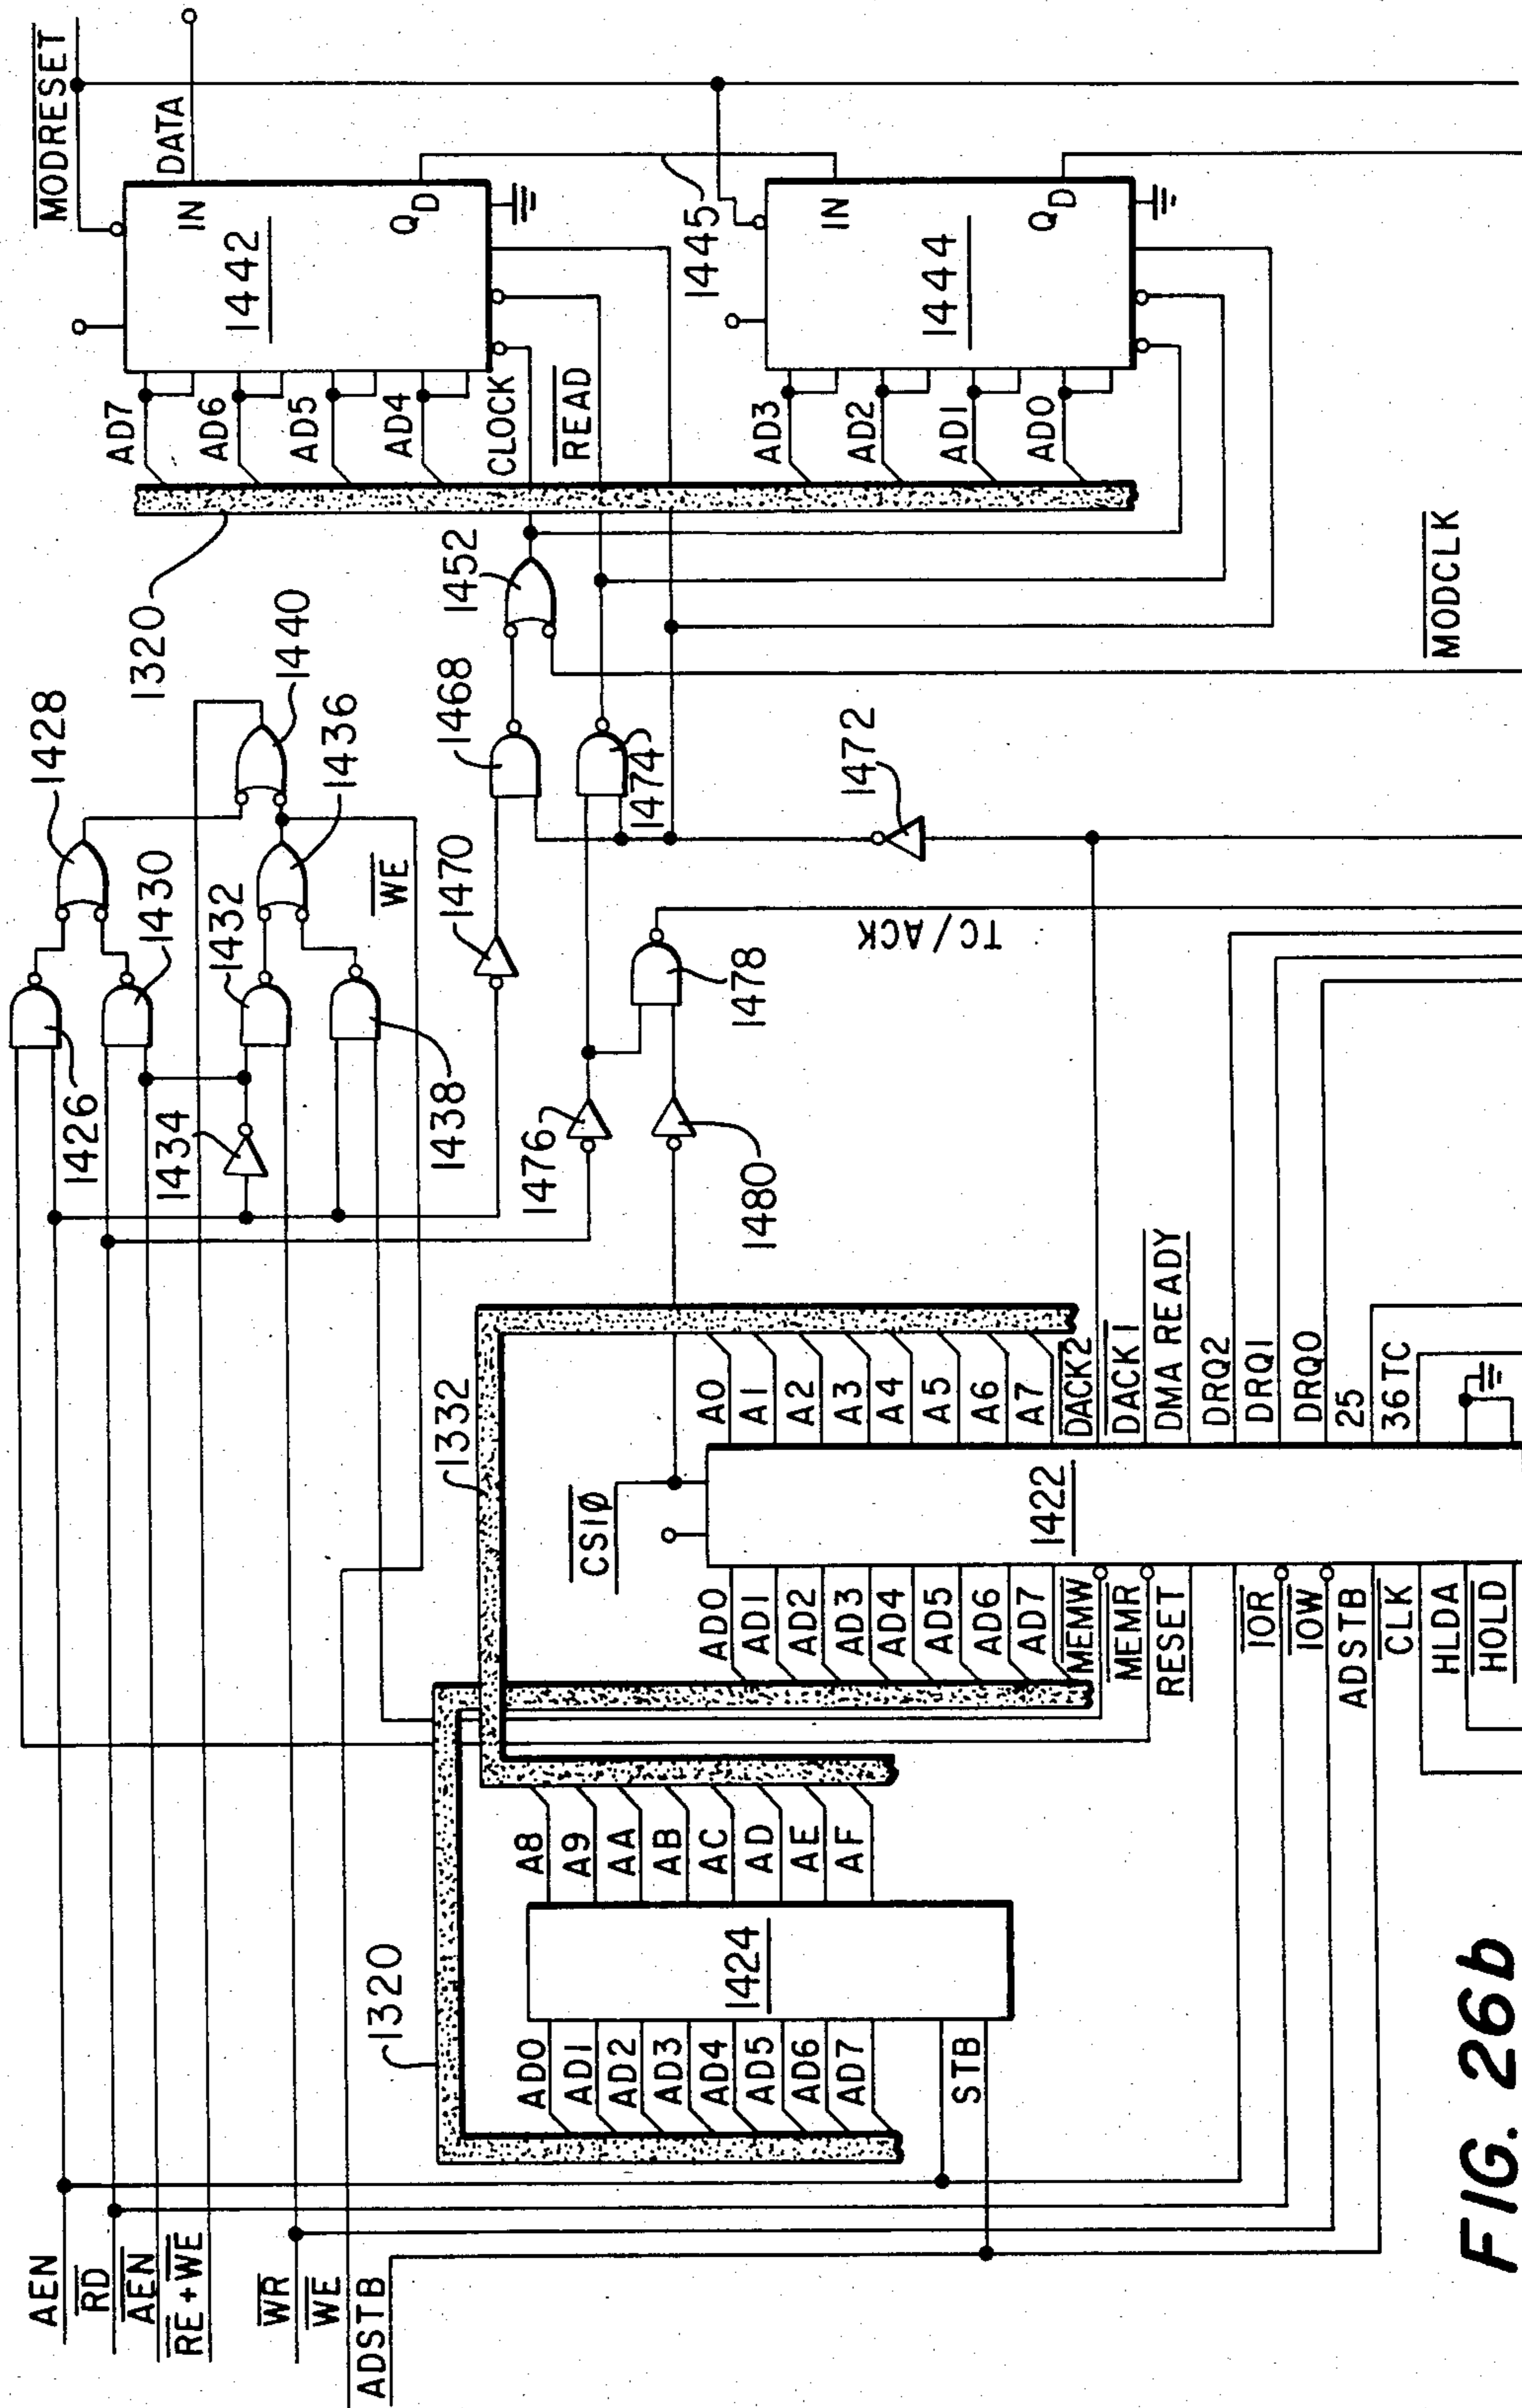 MODRESET
DATA
IN
1442
Q
D
AD7
AD6
AD5
AD4
CLOCK
READ
1445
IN
1444
Q
D
AD3
AD2
AD1
AD0
MODCLK
1320
1452
1428
1440
1436
1468
1474
1472
1430
1432
WE
1470
TC/ACK
1478
1426
1434
1438
1476
1480
1332
CS1Ø
A0
A1
A2
A3
A4
A5
A6
A7
DACK2
DACK1
DMA READY
DRQ2
DRQ1
DRQ0
25
36TC
1422
AD0
AD1
AD2
AD3
AD4
AD5
AD6
AD7
MEMW
MEMR
RESET
IOR
IOW
ADSTB
CLK
HLDA
HOLD
A8
A9
AA
AB
AC
AD
AE
AF
1424
1320
AD0
AD1
AD2
AD3
AD4
AD5
AD6
AD7
STB
AEN
RD
AEN
RE+WE
WR
WE
ADSTB
FIG. 26b